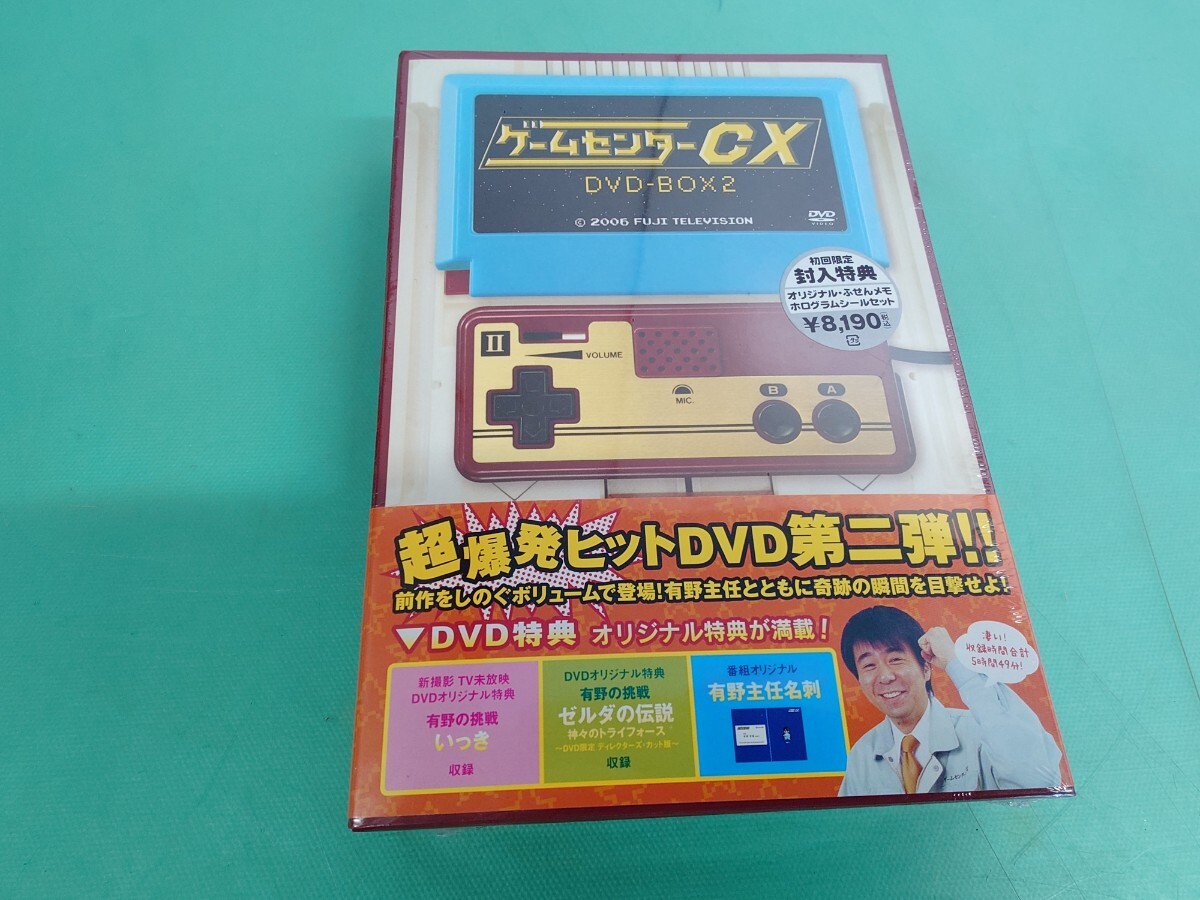 ゲームセンターCX
DVD-BOX2
© 2006 FUJI TELEVISION
DVD
VIDEO
初回限定
封入特典
オリジナル・ふせんメモ
ホログラムシールセット
¥8,190税込
II
VOLUME
MIC.
B
A
超爆発ヒットDVD第二弾!!
前作をしのぐボリュームで登場!有野主任とともに奇跡の瞬間を目撃せよ!
▼DVD特典 オリジナル特典が満載!
新撮影 TV未放映
DVDオリジナル特典
有野の挑戦
いっき
収録
DVDオリジナル特典
有野の挑戦
ゼルダの伝説
神々のトライフォース
〜DVD限定 ディレクターズ・カット版〜
収録
番組オリジナル
有野主任名刺
凄い!
収録時間合計
5時間49分!